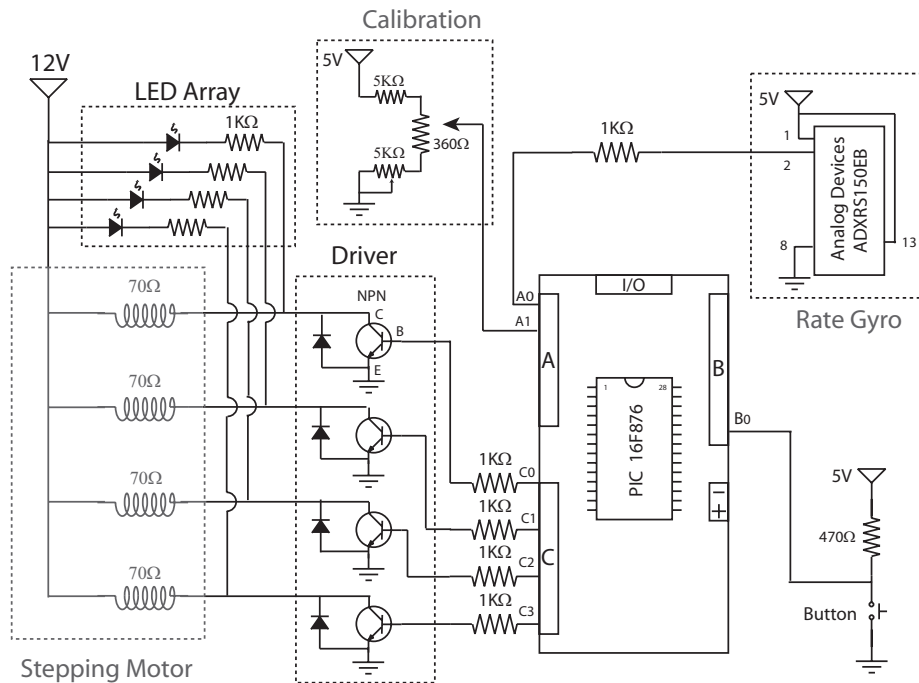 Calibration
12V
5V
LED Array
5KΩ
1KΩ
360Ω
5KΩ
1KΩ
5V
1
2
8
13
Analog Devices
ADXRS150EB
Rate Gyro
Driver
70Ω
NPN
C
B
E
70Ω
70Ω
70Ω
Stepping Motor
I/O
A0
A1
A
B
B0
1
28
PIC 16F876
1KΩ
C0
1KΩ
C1
1KΩ
C2
1KΩ
C3
C
5V
470Ω
Button